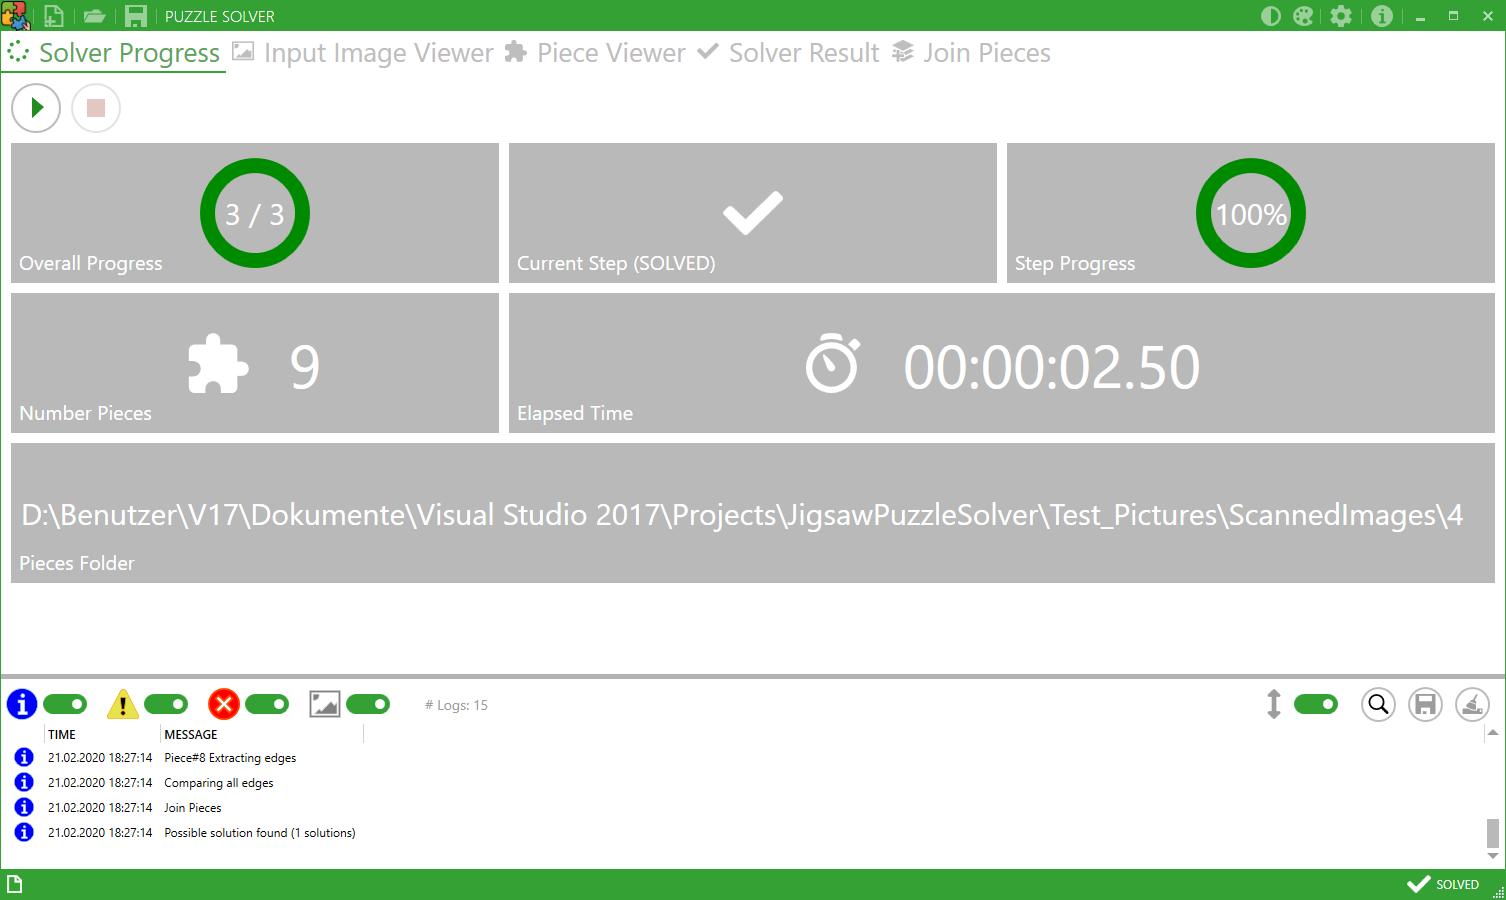 PUZZLE SOLVER
Solver Progress Input Image Viewer Piece Viewer Solver Result Join Pieces
3 / 3
Overall Progress
Current Step (SOLVED)
100%
Step Progress
9
Number Pieces
00:00:02.50
Elapsed Time
D:\Benutzer\V17\Dokumente\Visual Studio 2017\Projects\JigsawPuzzleSolver\Test_Pictures\ScannedImages\4
Pieces Folder
# Logs: 15
TIME MESSAGE
21.02.2020 18:27:14 Piece#8 Extracting edges
21.02.2020 18:27:14 Comparing all edges
21.02.2020 18:27:14 Join Pieces
21.02.2020 18:27:14 Possible solution found (1 solutions)
SOLVED